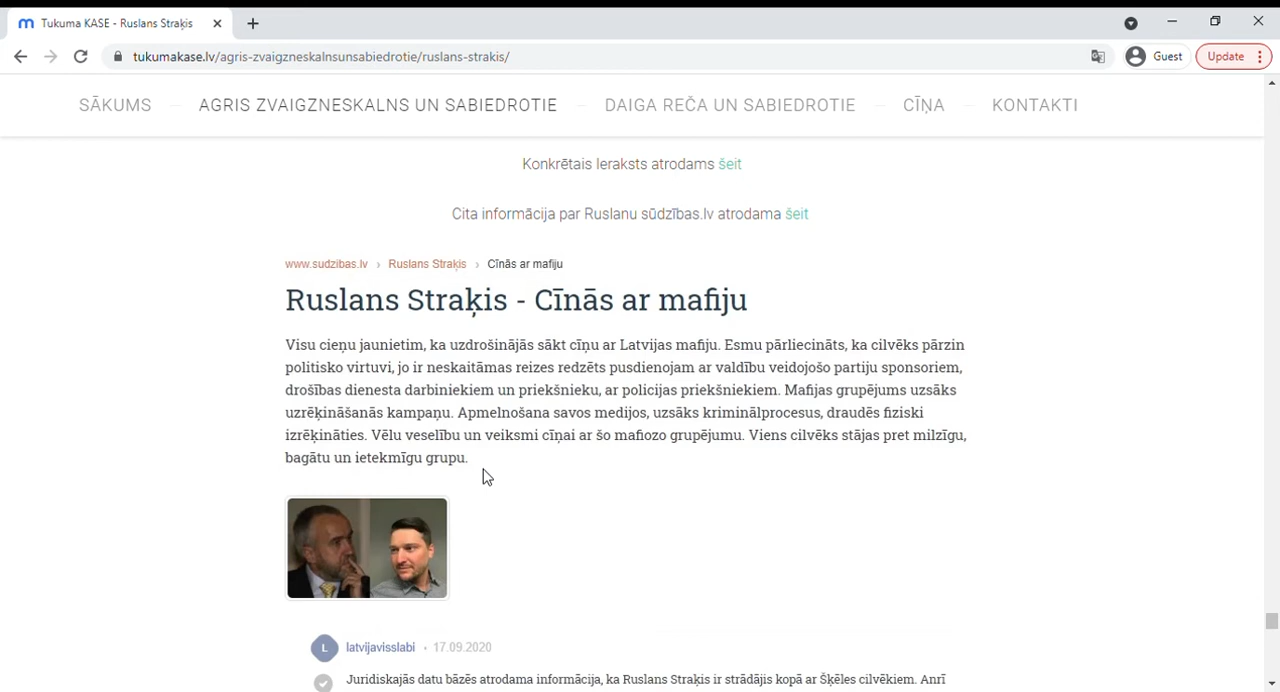 Tukuma KASE - Ruslans Straķis
tukumakase.lv/agris-zvaigzneskalnsunsabiedrotie/ruslans-strakis/
Guest
Update
SĀKUMS
AGRIS ZVAIGZNESKALNS UN SABIEDROTIE
DAIGA REČA UN SABIEDROTIE
CĪŅA
KONTAKTI
Konkrētais Ieraksts atrodams šeit
Cita informācija par Ruslanu sūdzības.lv atrodama šeit
www.sudzibas.lv › Ruslans Straķis › Cīnās ar mafiju
Ruslans Straķis - Cīnās ar mafiju
Visu cieņu jaunietim, ka uzdrošinājās sākt cīņu ar Latvijas mafiju. Esmu pārliecināts, ka cilvēks pārzin
politisko virtuvi, jo ir neskaitāmas reizes redzēts pusdienojam ar valdību veidojošo partiju sponsoriem,
drošības dienesta darbiniekiem un priekšnieku, ar policijas priekšniekiem. Mafijas grupējums uzsāks
uzrēķināšanās kampaņu. Apmelnošana savos medijos, uzsāks kriminālprocesus, draudēs fiziski
izrēķināties. Vēlu veselību un veiksmi cīņai ar šo mafiozo grupējumu. Viens cilvēks stājas pret milzīgu,
bagātu un ietekmīgu grupu.
L
latvijavisslabi • 17.09.2020
Juridiskajās datu bāzēs atrodama informācija, ka Ruslans Straķis ir strādājis kopā ar Šķēles cilvēkiem. Anrī